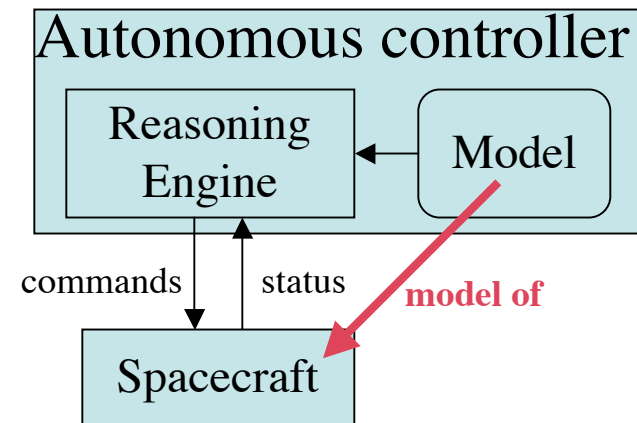 Autonomous controller
Reasoning
Engine
Model
commands
status
model of
Spacecraft